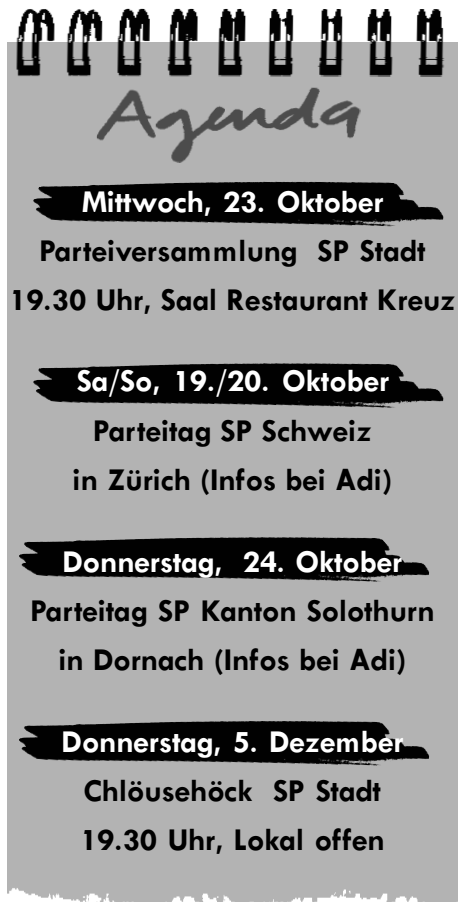 Agenda
Mittwoch, 23. Oktober
Parteiversammlung SP Stadt
19.30 Uhr, Saal Restaurant Kreuz
Sa/So, 19./20. Oktober
Parteitag SP Schweiz
in Zürich (Infos bei Adi)
Donnerstag, 24. Oktober
Parteitag SP Kanton Solothurn
in Dornach (Infos bei Adi)
Donnerstag, 5. Dezember
Chlöusehöck SP Stadt
19.30 Uhr, Lokal offen